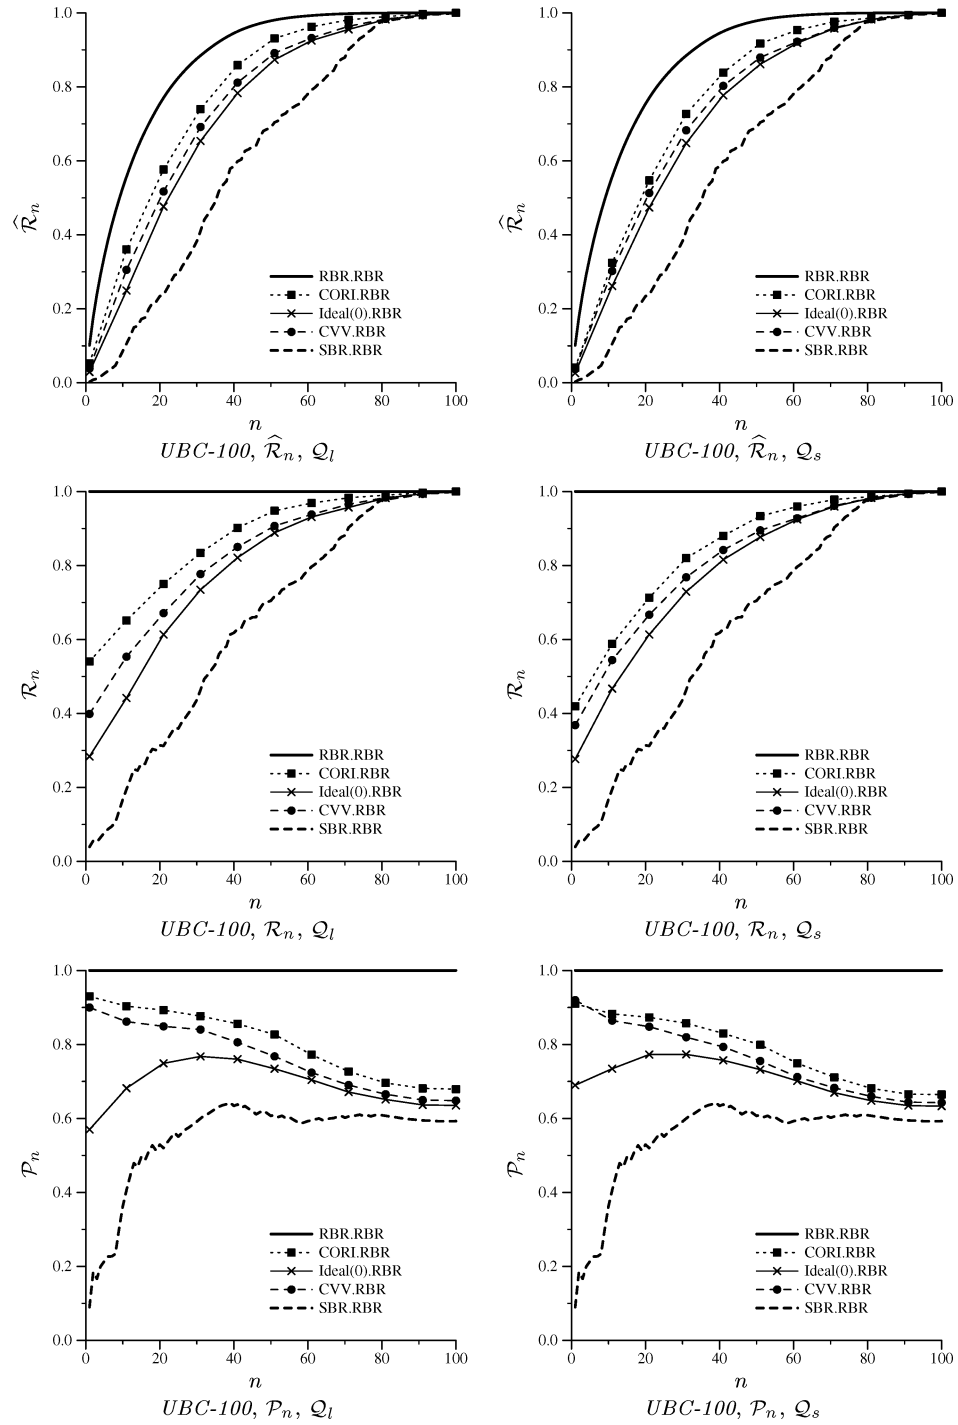 1.0
0.8
0.6
0.4
0.2
0.0
R̂n
0 20 40 60 80 100
n
RBR.RBR
CORI.RBR
Ideal(0).RBR
CVV.RBR
SBR.RBR
UBC-100, R̂n, Ql
1.0
0.8
0.6
0.4
0.2
0.0
R̂n
0 20 40 60 80 100
n
RBR.RBR
CORI.RBR
Ideal(0).RBR
CVV.RBR
SBR.RBR
UBC-100, R̂n, Qs
1.0
0.8
0.6
0.4
0.2
0.0
Rn
0 20 40 60 80 100
n
RBR.RBR
CORI.RBR
Ideal(0).RBR
CVV.RBR
SBR.RBR
UBC-100, Rn, Ql
1.0
0.8
0.6
0.4
0.2
0.0
Rn
0 20 40 60 80 100
n
RBR.RBR
CORI.RBR
Ideal(0).RBR
CVV.RBR
SBR.RBR
UBC-100, Rn, Qs
1.0
0.8
0.6
0.4
0.2
0.0
Pn
0 20 40 60 80 100
n
RBR.RBR
CORI.RBR
Ideal(0).RBR
CVV.RBR
SBR.RBR
UBC-100, Pn, Ql
1.0
0.8
0.6
0.4
0.2
0.0
Pn
0 20 40 60 80 100
n
RBR.RBR
CORI.RBR
Ideal(0).RBR
CVV.RBR
SBR.RBR
UBC-100, Pn, Qs